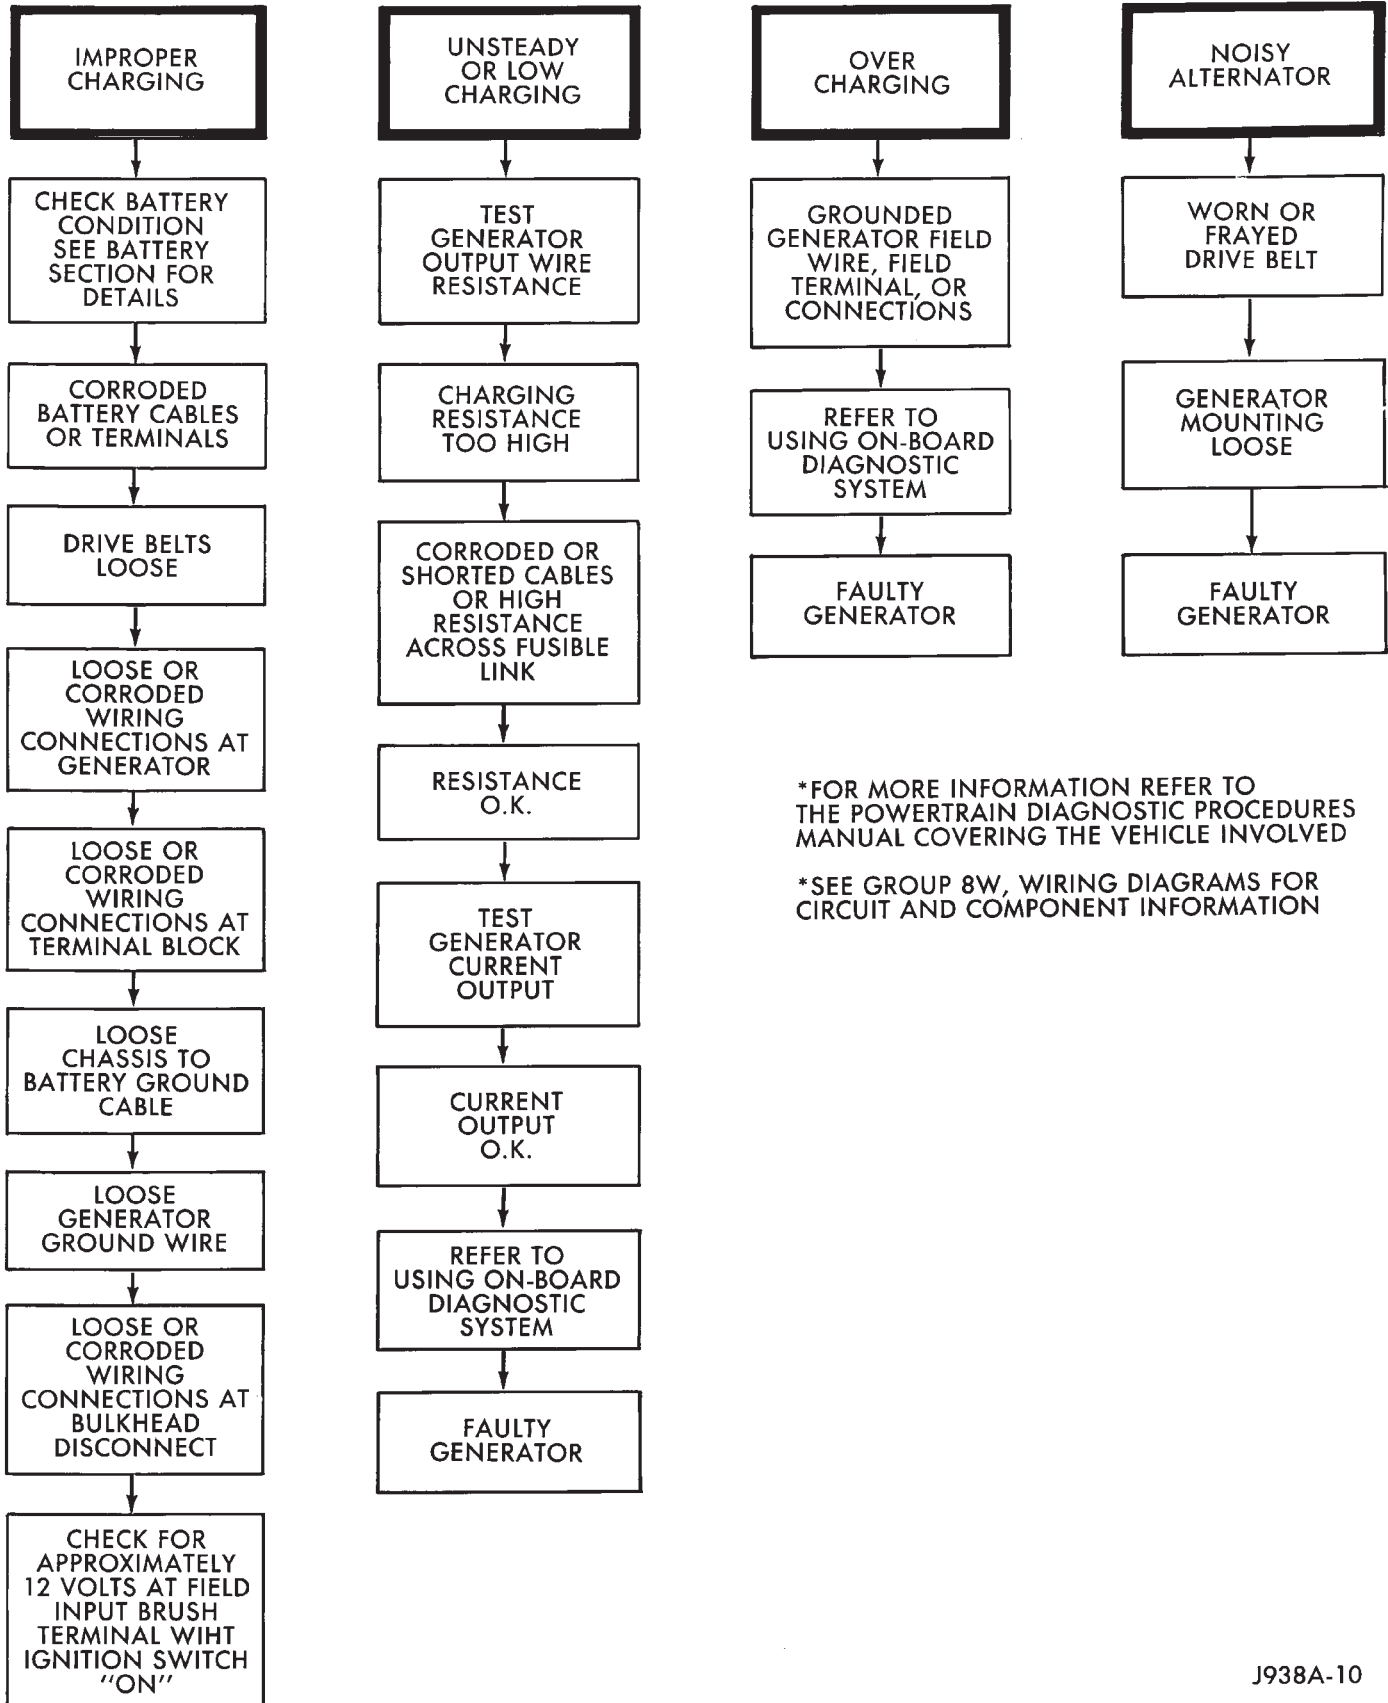 IMPROPER
CHARGING
CHECK BATTERY
CONDITION
SEE BATTERY
SECTION FOR
DETAILS
CORRODED
BATTERY CABLES
OR TERMINALS
DRIVE BELTS
LOOSE
LOOSE OR
CORRODED
WIRING
CONNECTIONS AT
GENERATOR
LOOSE OR
CORRODED
WIRING
CONNECTIONS AT
TERMINAL BLOCK
LOOSE
CHASSIS TO
BATTERY GROUND
CABLE
LOOSE
GENERATOR
GROUND WIRE
LOOSE OR
CORRODED
WIRING
CONNECTIONS AT
BULKHEAD
DISCONNECT
CHECK FOR
APPROXIMATELY
12 VOLTS AT FIELD
INPUT BRUSH
TERMINAL WIHT
IGNITION SWITCH
"ON"
UNSTEADY
OR LOW
CHARGING
TEST
GENERATOR
OUTPUT WIRE
RESISTANCE
CHARGING
RESISTANCE
TOO HIGH
CORRODED OR
SHORTED CABLES
OR HIGH
RESISTANCE
ACROSS FUSIBLE
LINK
RESISTANCE
O.K.
TEST
GENERATOR
CURRENT
OUTPUT
CURRENT
OUTPUT
O.K.
REFER TO
USING ON-BOARD
DIAGNOSTIC
SYSTEM
FAULTY
GENERATOR
OVER
CHARGING
GROUNDED
GENERATOR FIELD
WIRE, FIELD
TERMINAL, OR
CONNECTIONS
REFER TO
USING ON-BOARD
DIAGNOSTIC
SYSTEM
FAULTY
GENERATOR
NOISY
ALTERNATOR
WORN OR
FRAYED
DRIVE BELT
GENERATOR
MOUNTING
LOOSE
FAULTY
GENERATOR
*FOR MORE INFORMATION REFER TO
THE POWERTRAIN DIAGNOSTIC PROCEDURES
MANUAL COVERING THE VEHICLE INVOLVED
*SEE GROUP 8W, WIRING DIAGRAMS FOR
CIRCUIT AND COMPONENT INFORMATION
J938A-10